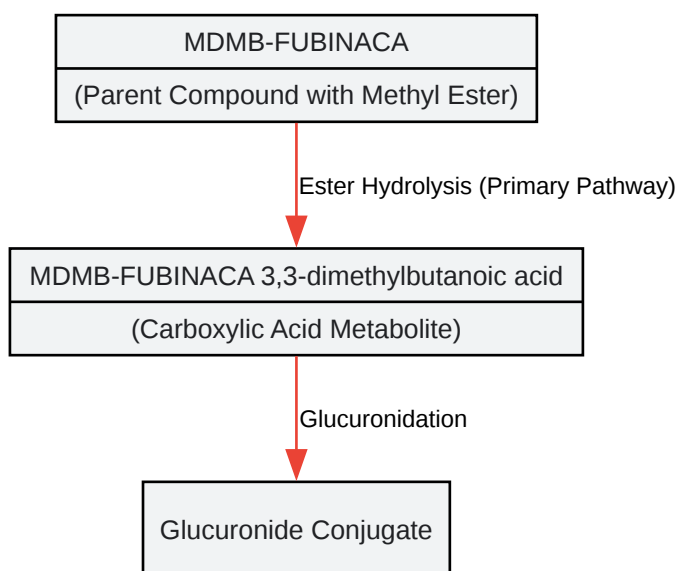 MDMB-FUBINACA
(Parent Compound with Methyl Ester)
Ester Hydrolysis (Primary Pathway)
MDMB-FUBINACA 3,3-dimethylbutanoic acid
(Carboxylic Acid Metabolite)
Glucuronidation
Glucuronide Conjugate